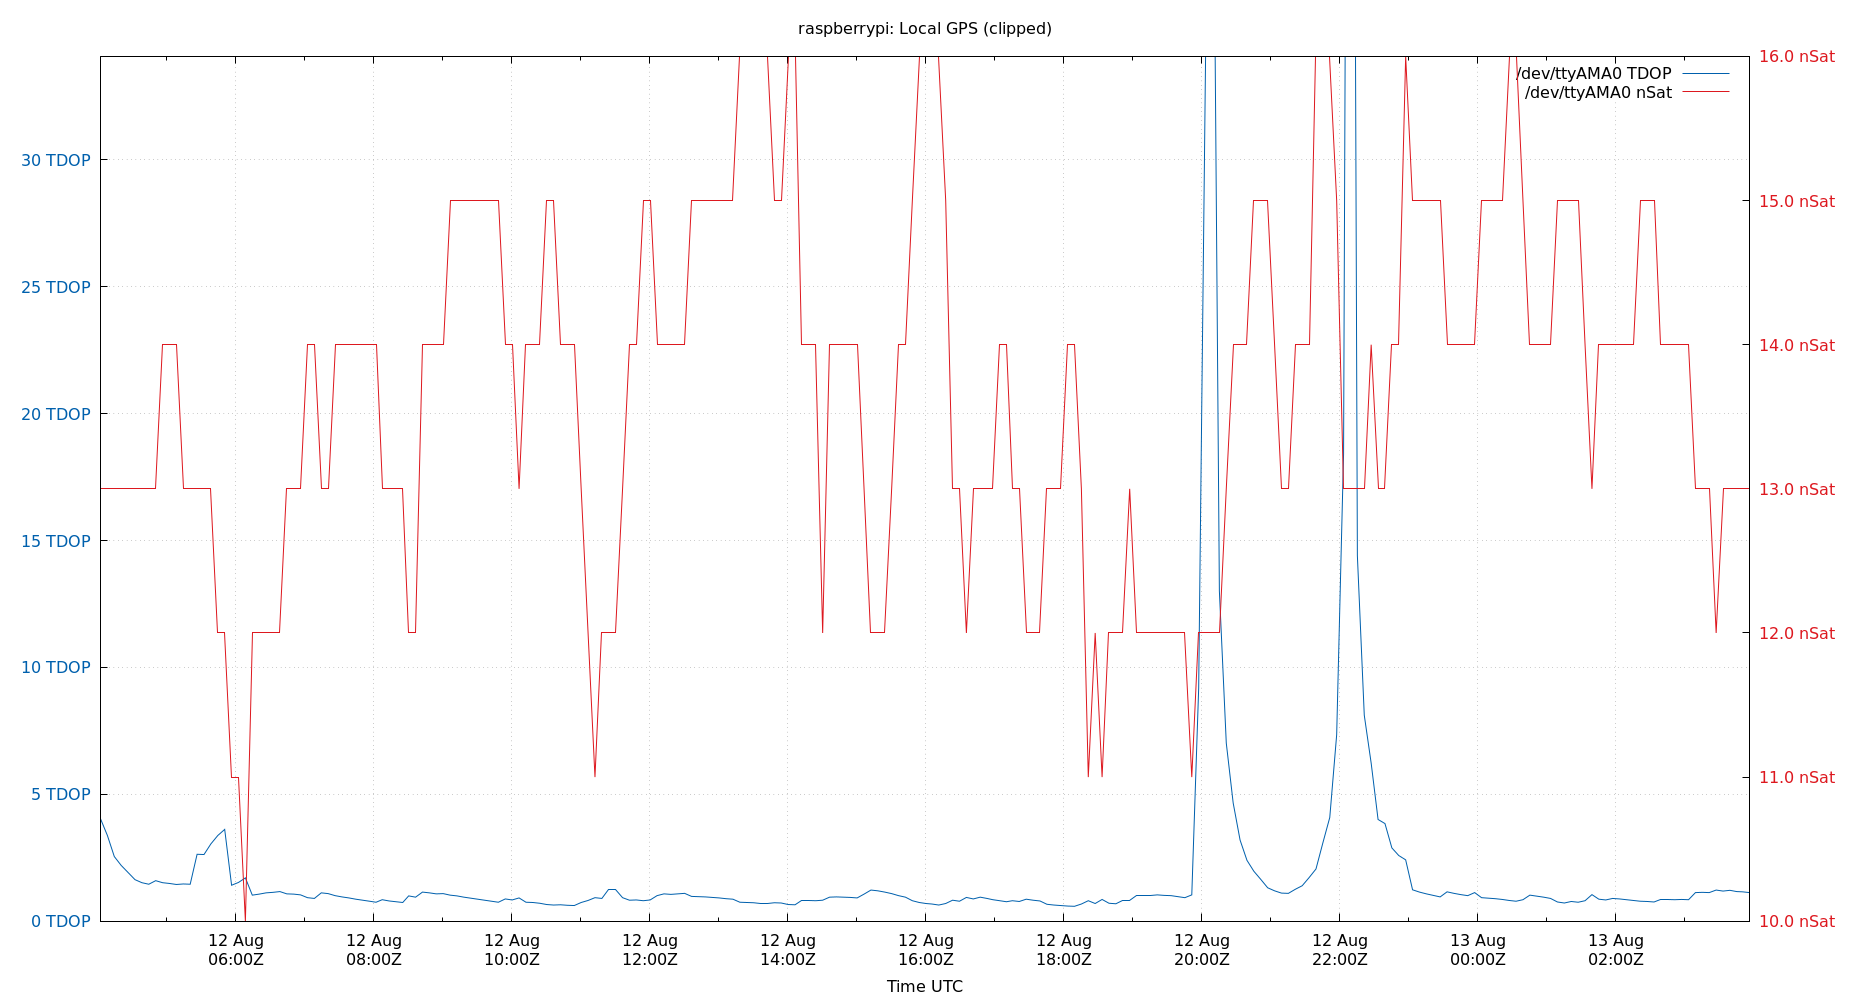 raspberrypi: Local GPS (clipped)
/dev/ttyAMA0 TDOP
/dev/ttyAMA0 nSat
30 TDOP
25 TDOP
20 TDOP
15 TDOP
10 TDOP
5 TDOP
0 TDOP
16.0 nSat
15.0 nSat
14.0 nSat
13.0 nSat
12.0 nSat
11.0 nSat
10.0 nSat
12 Aug
06:00Z
12 Aug
08:00Z
12 Aug
10:00Z
12 Aug
12:00Z
12 Aug
14:00Z
12 Aug
16:00Z
12 Aug
18:00Z
12 Aug
20:00Z
12 Aug
22:00Z
13 Aug
00:00Z
13 Aug
02:00Z
Time UTC